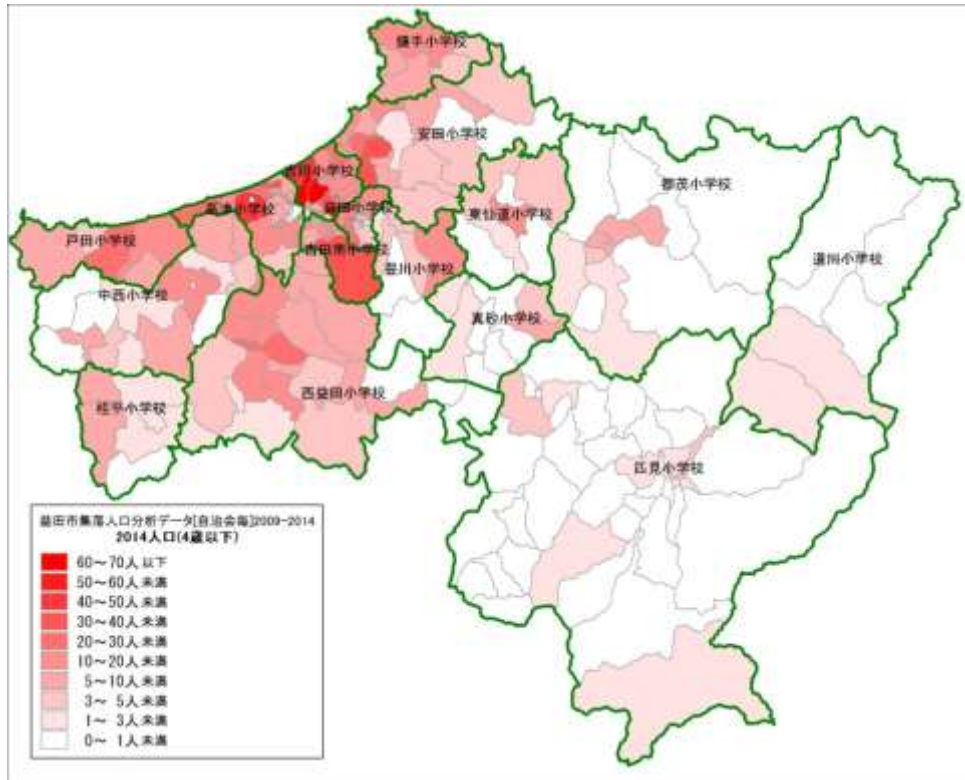 鎌手小学校
安田小学校
都茂小学校
吉田小学校
高津小学校
益田小学校
東仙道小学校
戸田小学校
吉田南小学校
豊川小学校
道川小学校
中西小学校
真砂小学校
西益田小学校
桂平小学校
匹見小学校
益田市集落人口分析データ[自治会毎]2009-2014
2014人口(4歳以下)
60～70人以下
50～60人未満
40～50人未満
30～40人未満
20～30人未満
10～20人未満
5～10人未満
3～ 5人未満
1～ 3人未満
0～ 1人未満